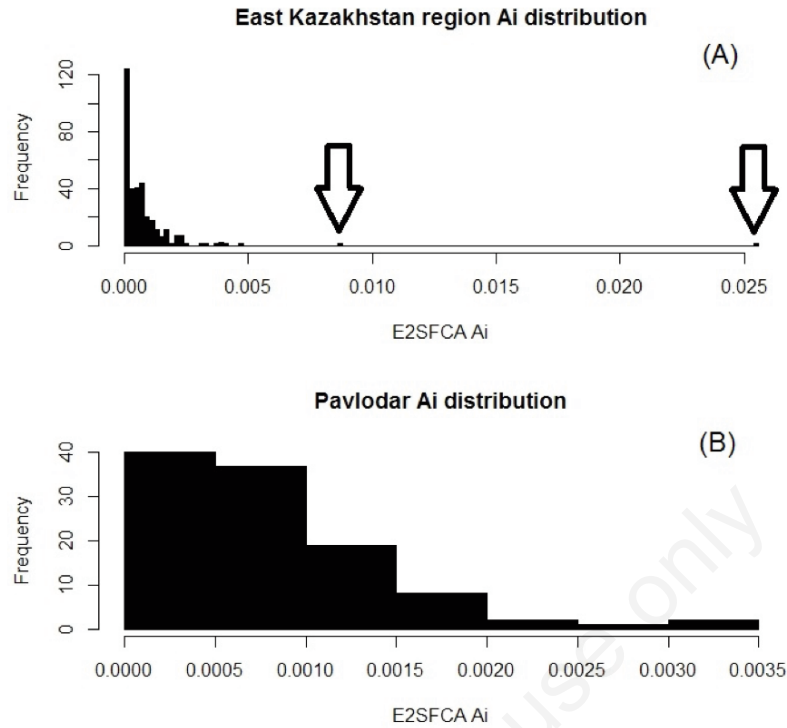 East Kazakhstan region Ai distribution
(A)
Frequency
120
80
40
0
0.000 0.005 0.010 0.015 0.020 0.025
E2SFCA Ai
Pavlodar Ai distribution
(B)
Frequency
40
30
20
10
0
0.0000 0.0005 0.0010 0.0015 0.0020 0.0025 0.0030 0.0035
E2SFCA Ai
use only